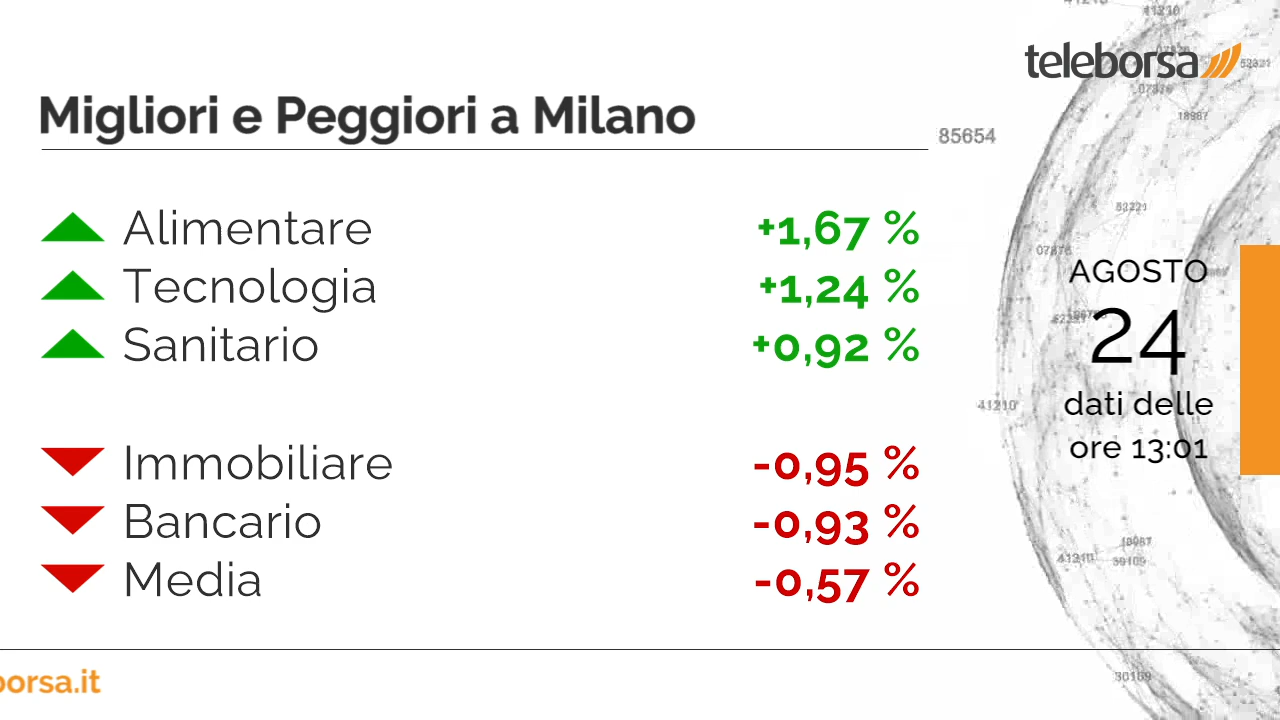 teleborsa
Migliori e Peggiori a Milano
85654
Alimentare +1,67 %
Tecnologia +1,24 %
Sanitario +0,92 %
Immobiliare -0,95 %
Bancario -0,93 %
Media -0,57 %
AGOSTO
24
dati delle
ore 13:01
41210
borsa.it